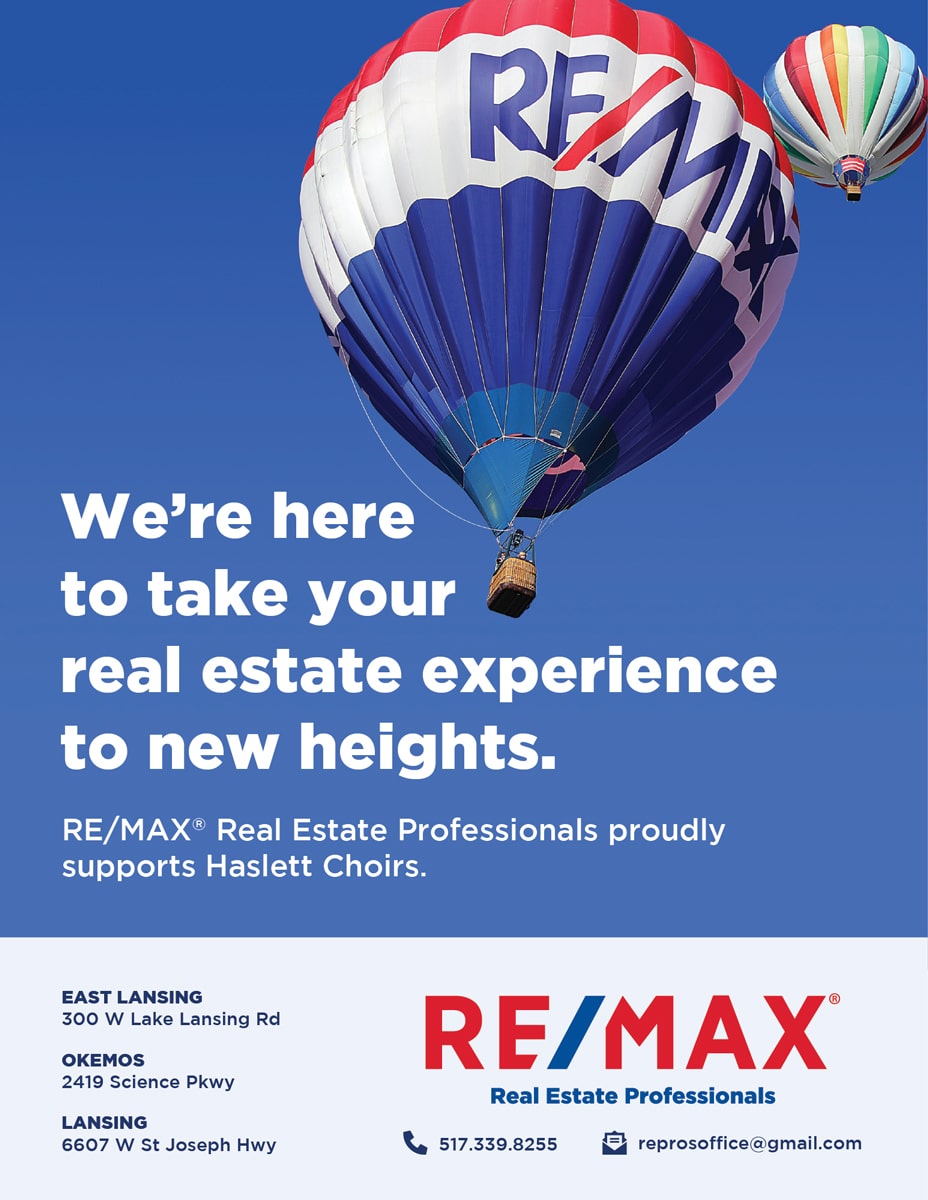 RE/MAX
We're here
to take your
real estate experience
to new heights.
RE/MAX® Real Estate Professionals proudly
supports Haslett Choirs.
EAST LANSING
300 W Lake Lansing Rd
OKEMOS
2419 Science Pkwy
LANSING
6607 W St Joseph Hwy
RE/MAX®
Real Estate Professionals
517.339.8255
reprosoffice@gmail.com